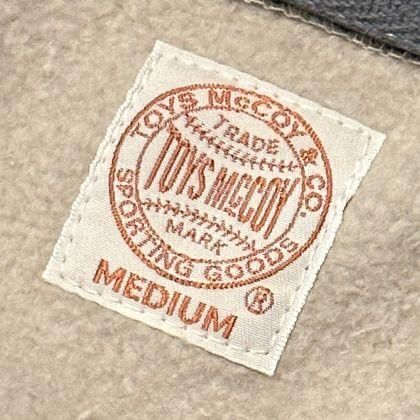 TOYS McCOY & CO.
TRADE
TOYS McCOY
MARK
SPORTING GOODS
MEDIUM ®